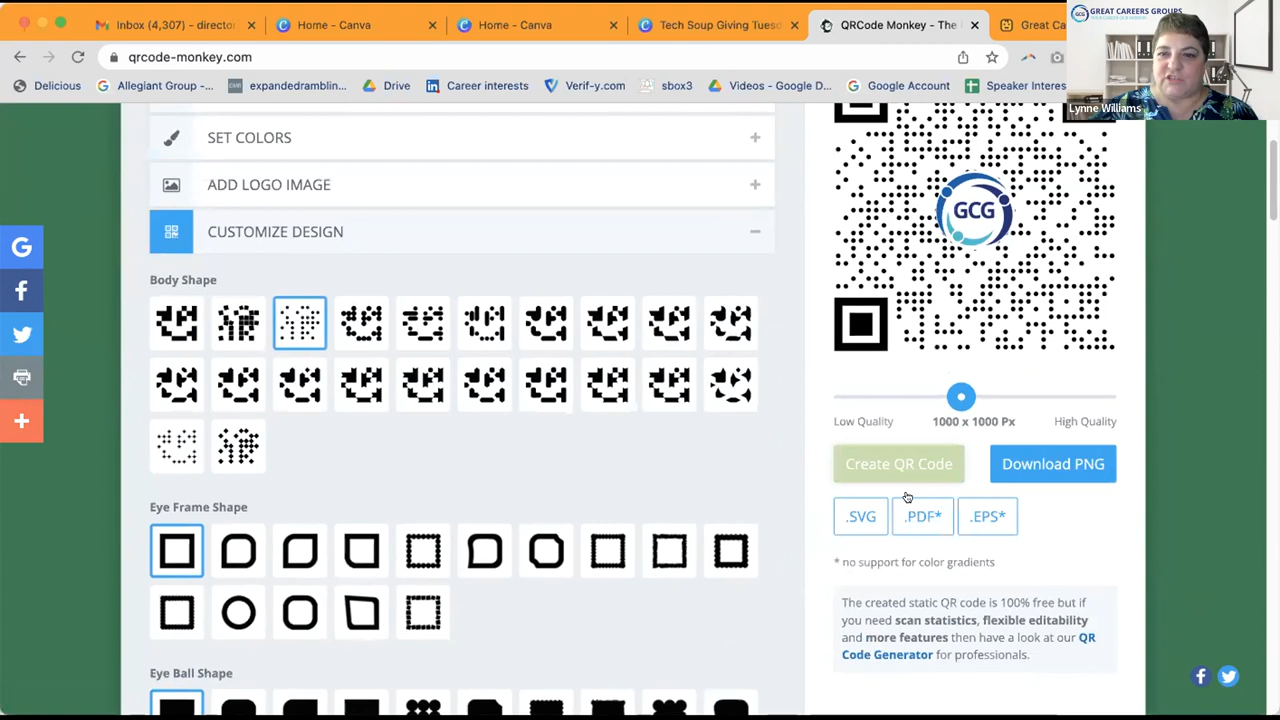 Inbox (4,307) - directo
Home - Canva
Home - Canva
Tech Soup Giving Tuesd
QRCode Monkey - The
Great Ca
GCG
GREAT CAREERS GROUPS
qrcode-monkey.com
Delicious
Allegiant Group -...
expandedramblin...
Drive
Career interests
Verif-y.com
sbox3
Videos - Google D...
Google Account
Speaker Interes
Lynne Williams
SET COLORS
ADD LOGO IMAGE
CUSTOMIZE DESIGN
Body Shape
Eye Frame Shape
Eye Ball Shape
GCG
Low Quality
1000 x 1000 Px
High Quality
Create QR Code
Download PNG
.SVG
.PDF*
.EPS*
* no support for color gradients
The created static QR code is 100% free but if
you need scan statistics, flexible editability
and more features then have a look at our QR
Code Generator for professionals.